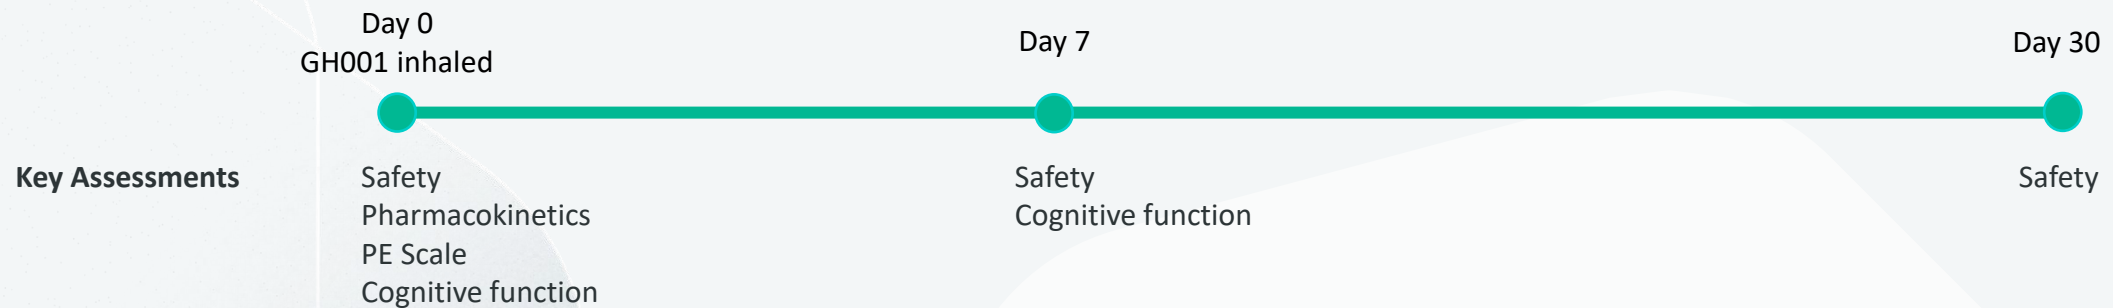 Day 0
GH001 inhaled
Day 7
Day 30
Key Assessments
Safety
Pharmacokinetics
PE Scale
Cognitive function
Safety
Cognitive function
Safety